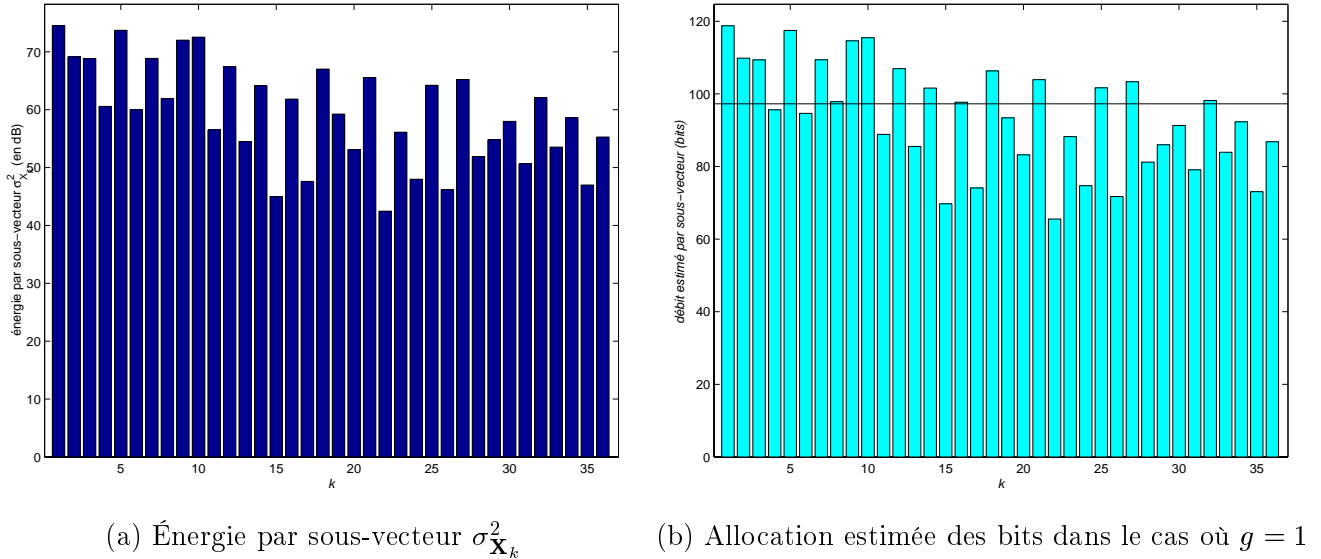 70
60
50
40
30
20
10
0
énergie par sous−vecteur σ²_X_k (en dB)
5 10 15 20 25 30 35
k
(a) Énergie par sous-vecteur σ²_X_k
120
100
80
60
40
20
0
débit estimé par sous−vecteur (bits)
5 10 15 20 25 30 35
k
(b) Allocation estimée des bits dans le cas où g = 1